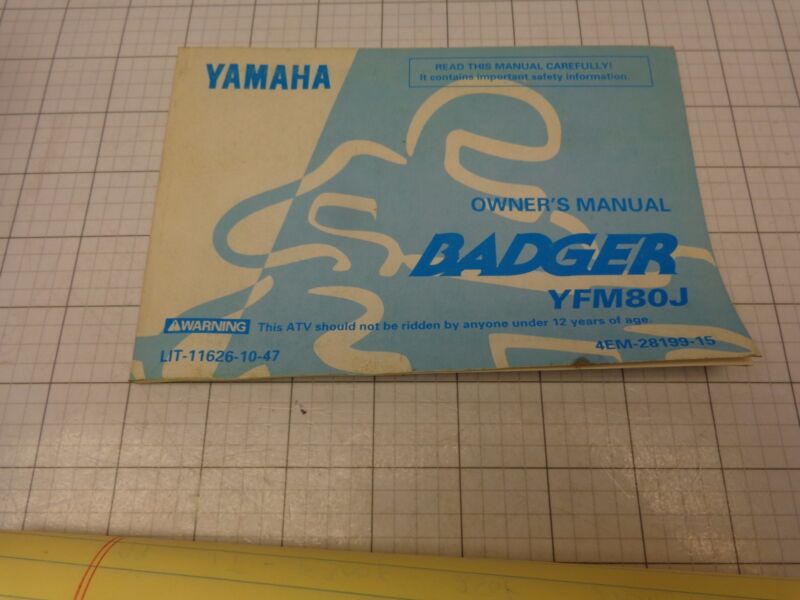 YAMAHA
READ THIS MANUAL CAREFULLY!
It contains important safety information.
OWNER'S MANUAL
BADGER
YFM80J
WARNING This ATV should not be ridden by anyone under 12 years of age.
LIT-11626-10-47
4EM-28199-15